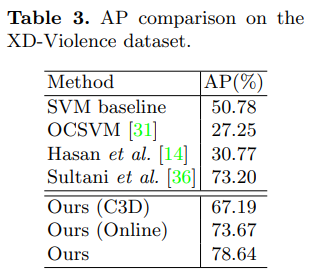 Table 3. AP comparison on the
XD-Violence dataset.
Method AP(%)
SVM baseline 50.78
OCSVM [31] 27.25
Hasan et al. [14] 30.77
Sultani et al. [36] 73.20
Ours (C3D) 67.19
Ours (Online) 73.67
Ours 78.64